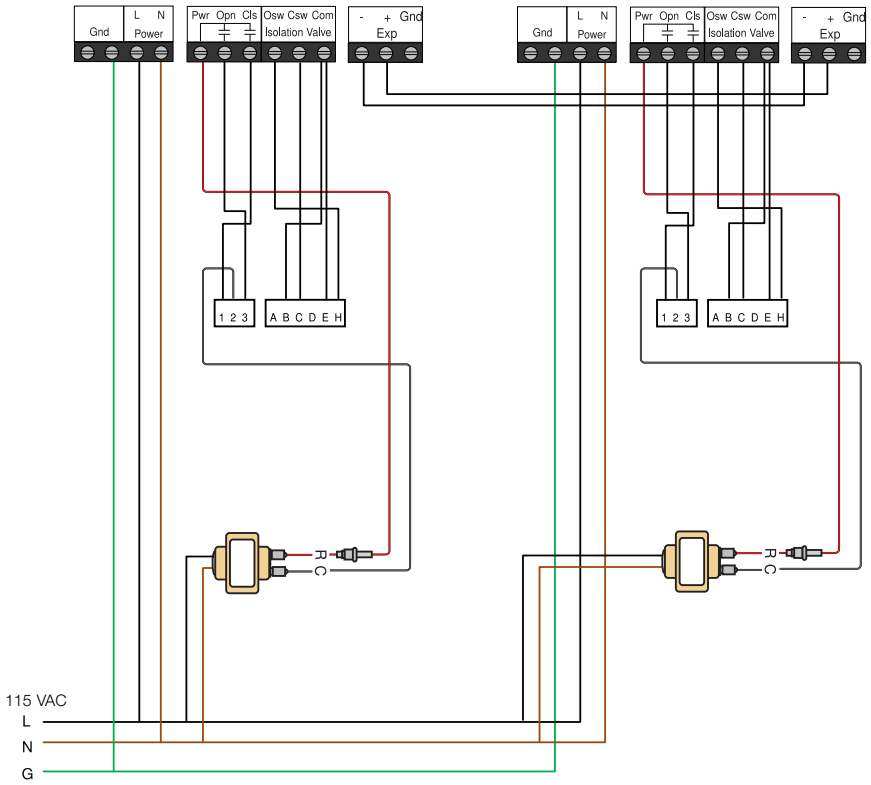 L N
Gnd Power
Pwr Opn Cls
Osw Csw Com
Isolation Valve
- + Gnd
Exp
L N
Gnd Power
Pwr Opn Cls
Osw Csw Com
Isolation Valve
- + Gnd
Exp
1 2 3
A B C D E H
1 2 3
A B C D E H
R
C
R
C
115 VAC
L
N
G